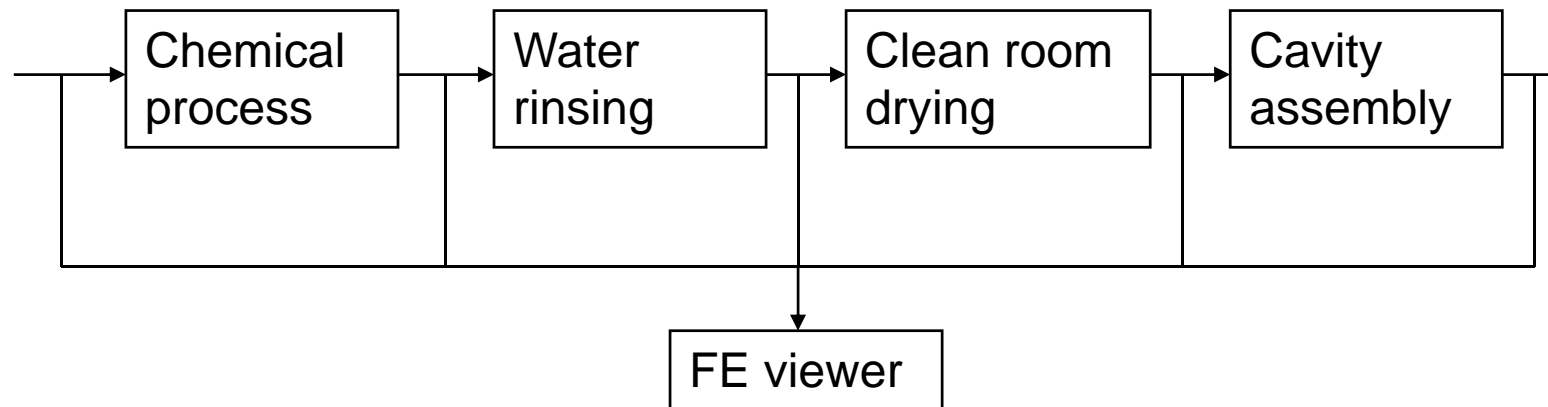 Chemical
process
Water
rinsing
Clean room
drying
Cavity
assembly
FE viewer